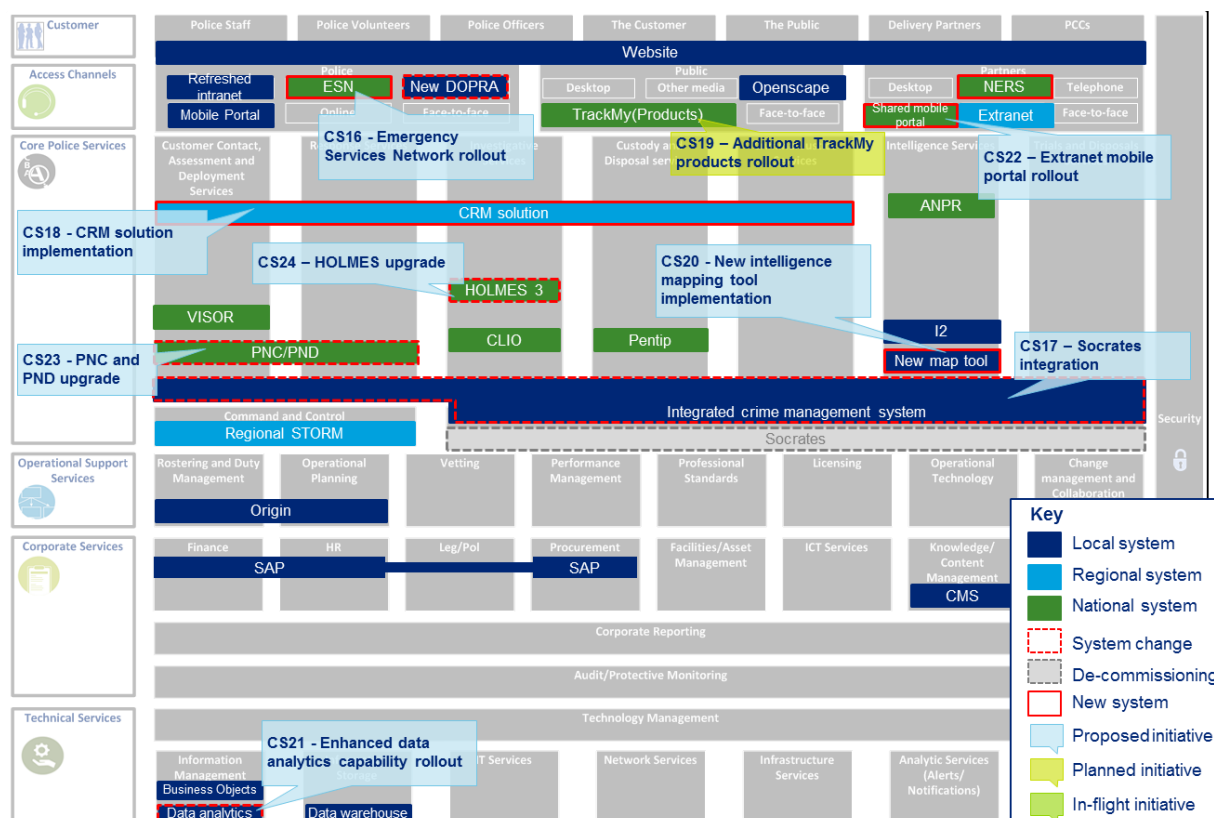 Customer
Police Staff
Police Volunteers
Police Officers
The Customer
The Public
Delivery Partners
PCCs
Website
Access Channels
Police
Public
Partners
Refreshed
intranet
ESN
New DOPRA
Desktop
Other media
Openscape
Desktop
NERS
Telephone
Mobile Portal
Online
Face-to-face
TrackMy(Products)
Face-to-face
Shared mobile
portal
Extranet
Face-to-face
CS16 - Emergency
Services Network rollout
CS19 – Additional TrackMy
products rollout
CS22 – Extranet mobile
portal rollout
Core Police Services
Customer Contact,
Assessment and
Deployment
Services
Custody and
Disposal
Intelligence Services
ANPR
CRM solution
CS18 - CRM solution
implementation
CS24 – HOLMES upgrade
CS20 - New intelligence
mapping tool
implementation
HOLMES 3
VISOR
CLIO
Pentip
I2
PNC/PND
New map tool
CS23 - PNC and
PND upgrade
CS17 – Socrates
integration
Integrated crime management system
Command and Control
Regional STORM
Socrates
Security
Operational Support
Services
Rostering and Duty
Management
Operational
Planning
Vetting
Performance
Management
Professional
Standards
Licensing
Operational
Technology
Change
management and
Collaboration
Origin
Corporate Services
Finance
HR
Leg/Pol
Procurement
Facilities/Asset
Management
ICT Services
Knowledge/
Content
Management
SAP
SAP
CMS
Corporate Reporting
Audit/Protective Monitoring
Technical Services
Technology Management
CS21 - Enhanced data
analytics capability rollout
Information
Management
Storage
IT Services
Network Services
Infrastructure
Services
Analytic Services
(Alerts/
Notifications)
Business Objects
Data analytics
Data warehouse
Key
Local system
Regional system
National system
System change
De-commissioning
New system
Proposed initiative
Planned initiative
In-flight initiative